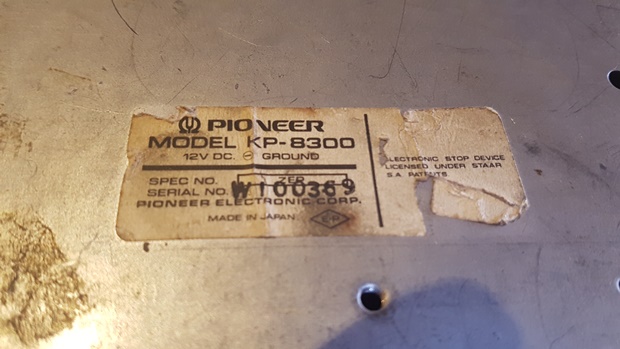 PIONEER
MODEL KP-8300
12V DC. ⊖ GROUND
SPEC NO. ZEP
SERIAL NO. W100369
PIONEER ELECTRONIC CORP.
MADE IN JAPAN
ELECTRONIC STOP DEVICE
LICENSED UNDER STAAR
S.A. PATENTS